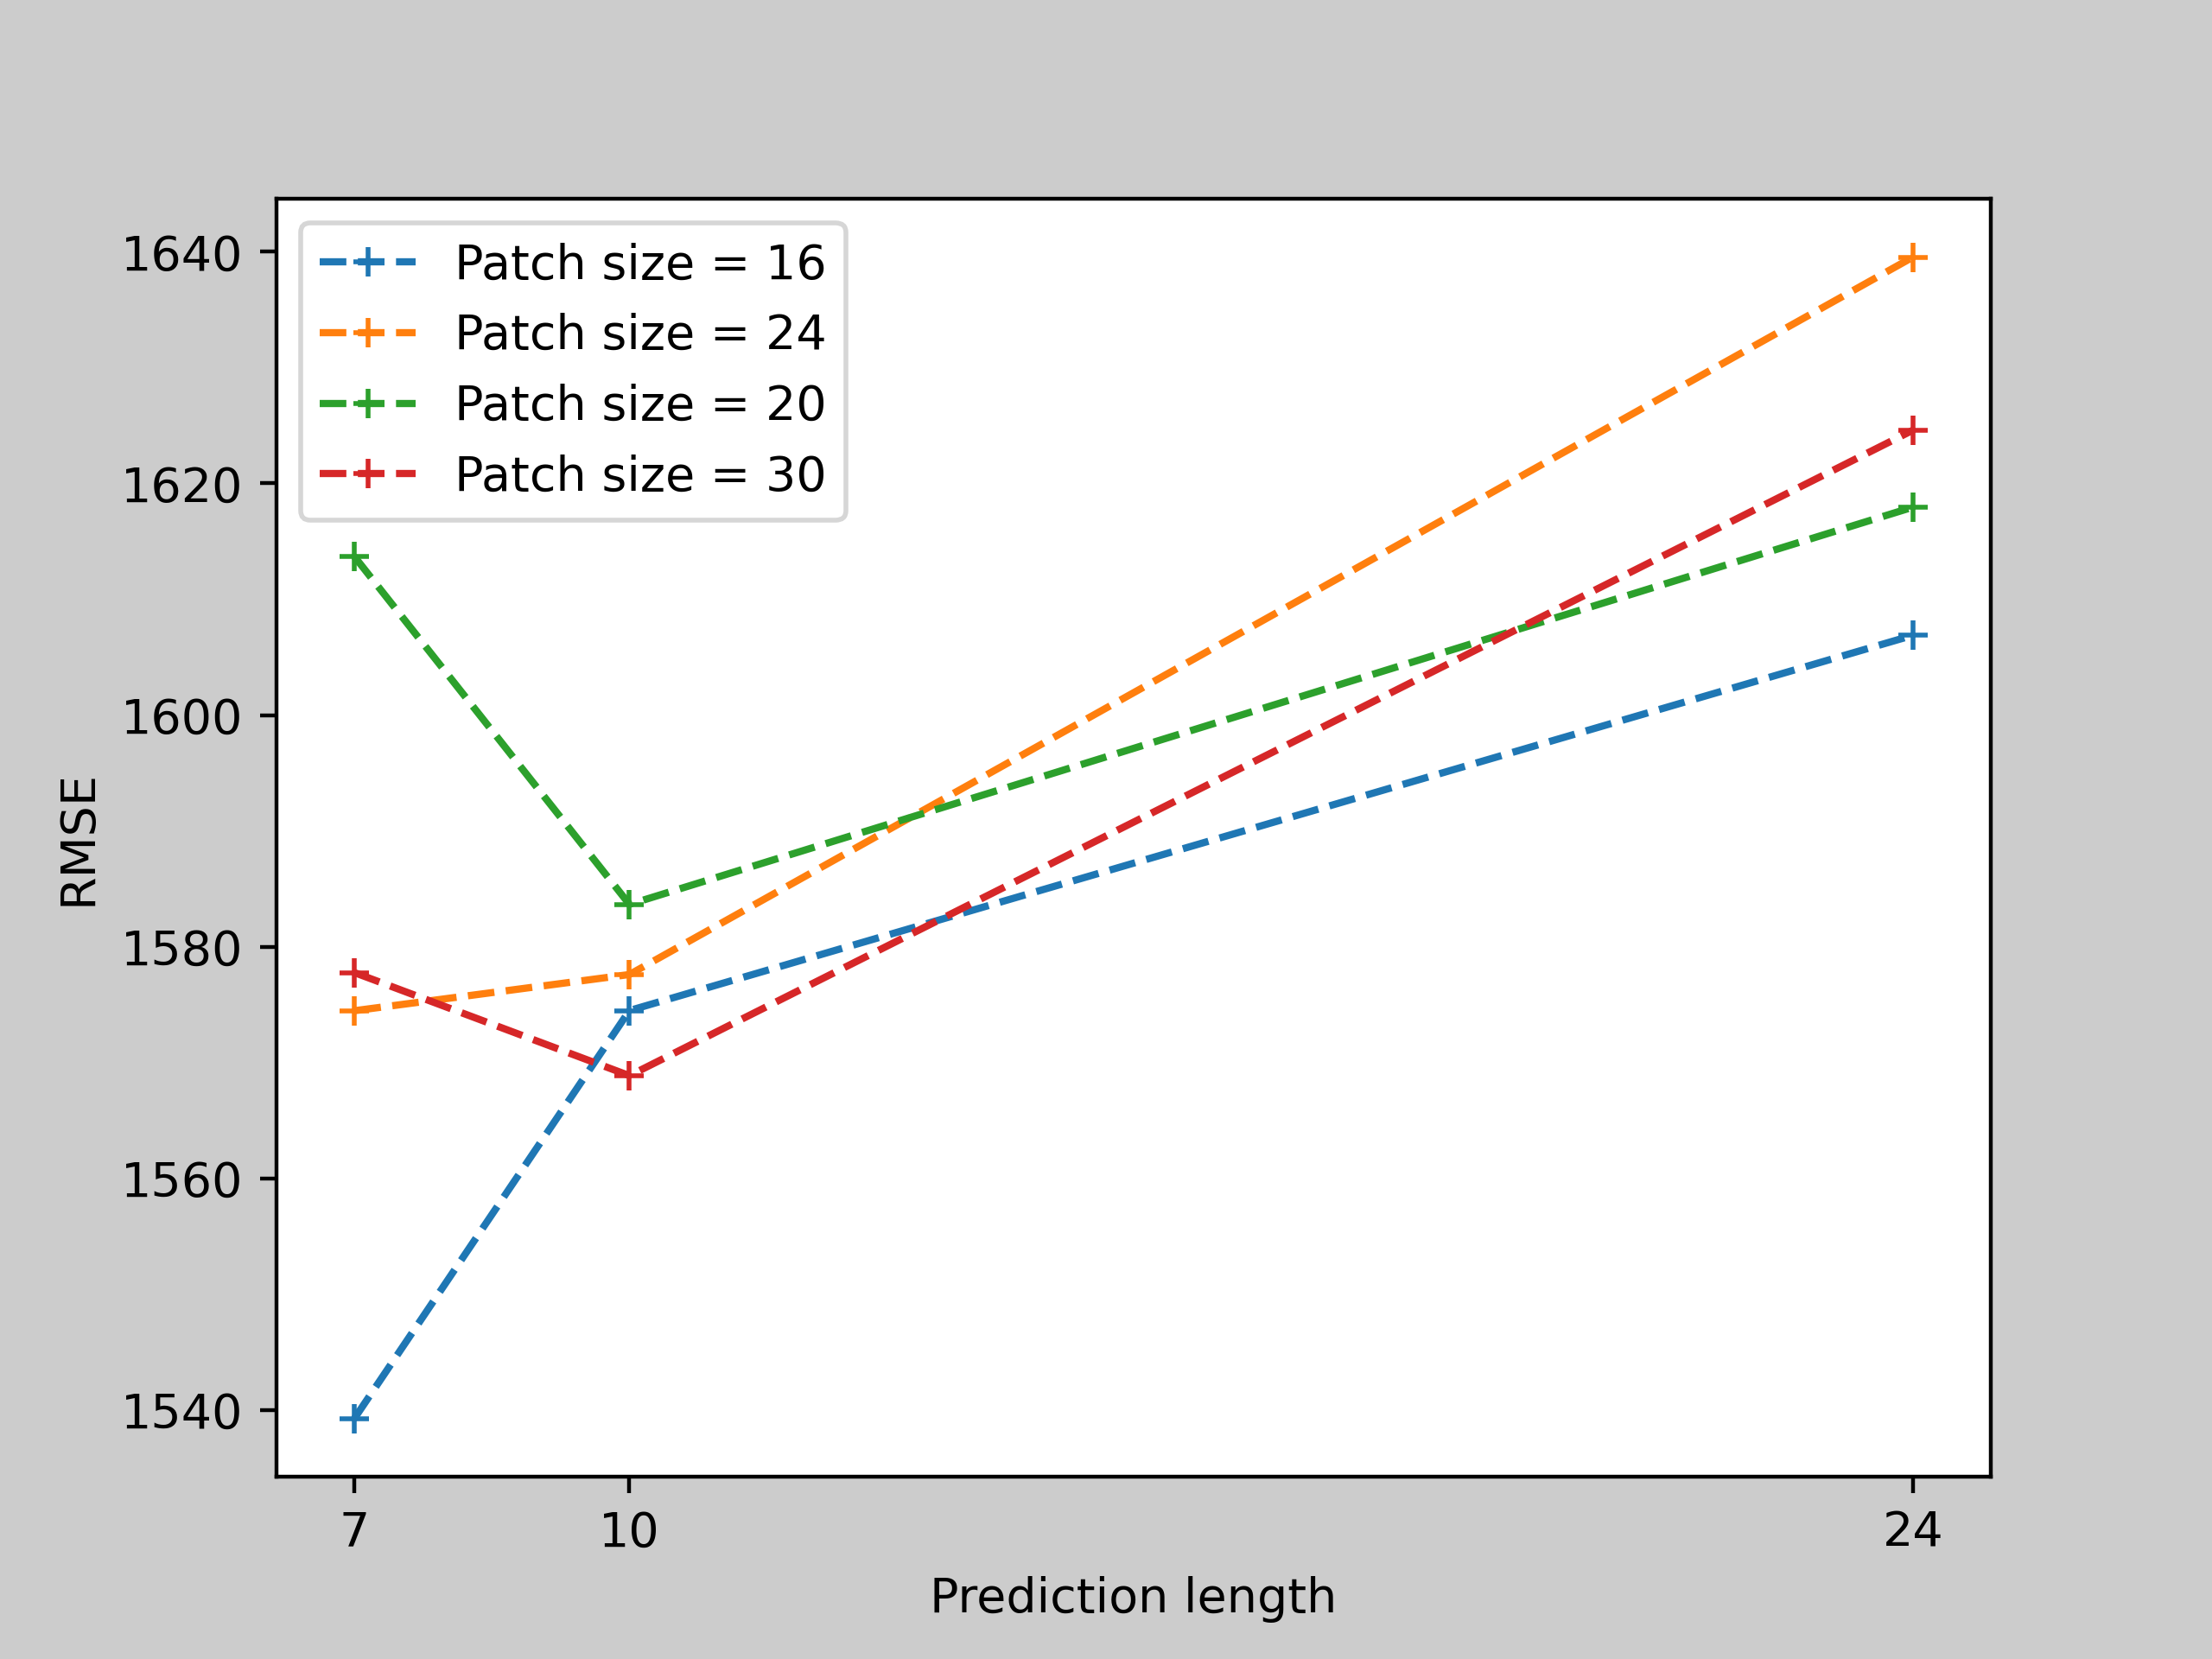 Patch size = 16
Patch size = 24
Patch size = 20
Patch size = 30
1640
1620
1600
1580
1560
1540
RMSE
7
10
24
Prediction length